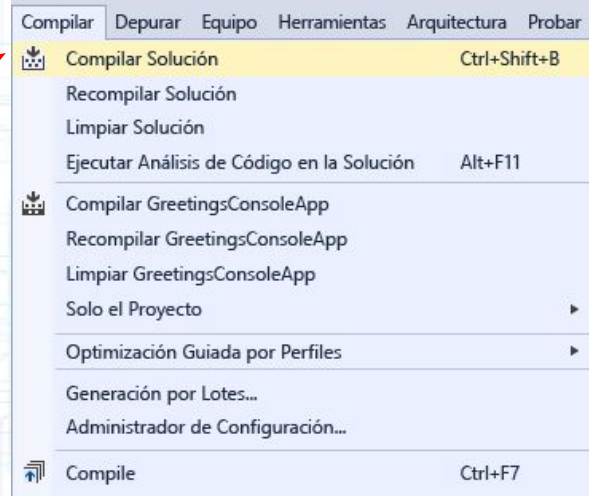 Compilar Depurar Equipo Herramientas Arquitectura Probar
Compilar Solución Ctrl+Shift+B
Recompilar Solución
Limpiar Solución
Ejecutar Análisis de Código en la Solución Alt+F11
Compilar GreetingsConsoleApp
Recompilar GreetingsConsoleApp
Limpiar GreetingsConsoleApp
Solo el Proyecto
Optimización Guiada por Perfiles
Generación por Lotes...
Administrador de Configuración...
Compile Ctrl+F7